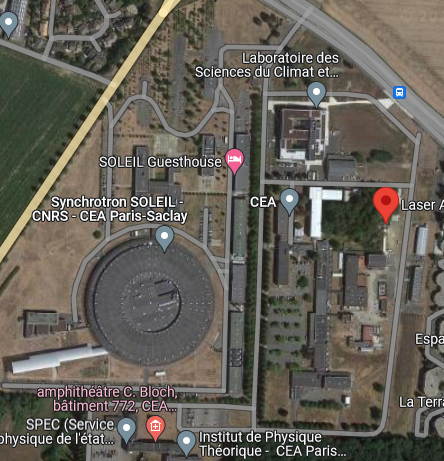 Laboratoire des
Sciences du Climat et...
SOLEIL Guesthouse
Synchrotron SOLEIL -
CNRS - CEA Paris-Saclay
CEA
Laser A
Espa
La Terra
amphithéâtre C. Bloch,
bâtiment 772, CEA...
SPEC (Service
physique de l'état...
Institut de Physique
Théorique - CEA Paris...